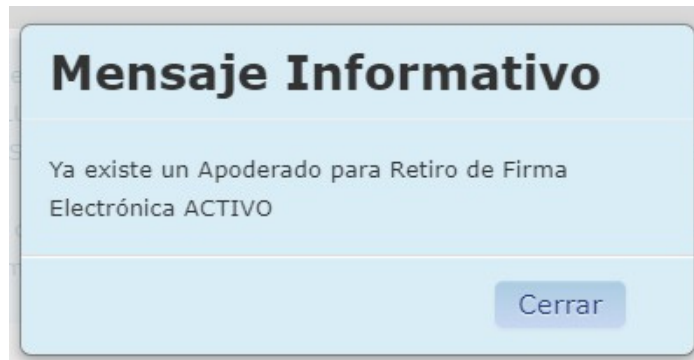 Mensaje Informativo
Ya existe un Apoderado para Retiro de Firma
Electrónica ACTIVO
Cerrar